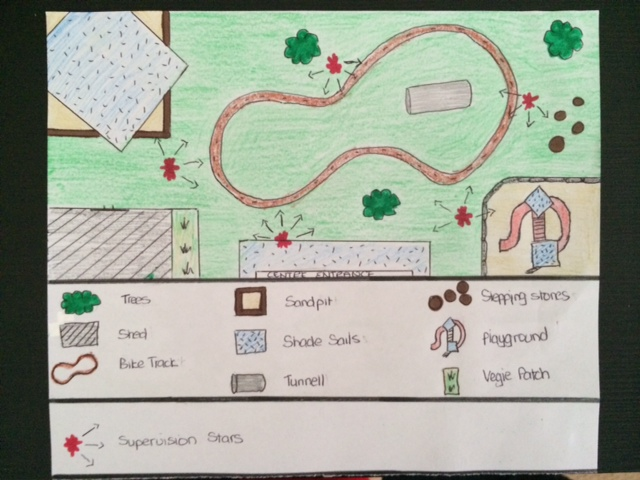 CENTRE ENTRANCE
Trees
Sandpit
Stepping stones
Shed
Shade Sails
Playground
Bike Track
Tunnell
Vegie Patch
Supervision Stars